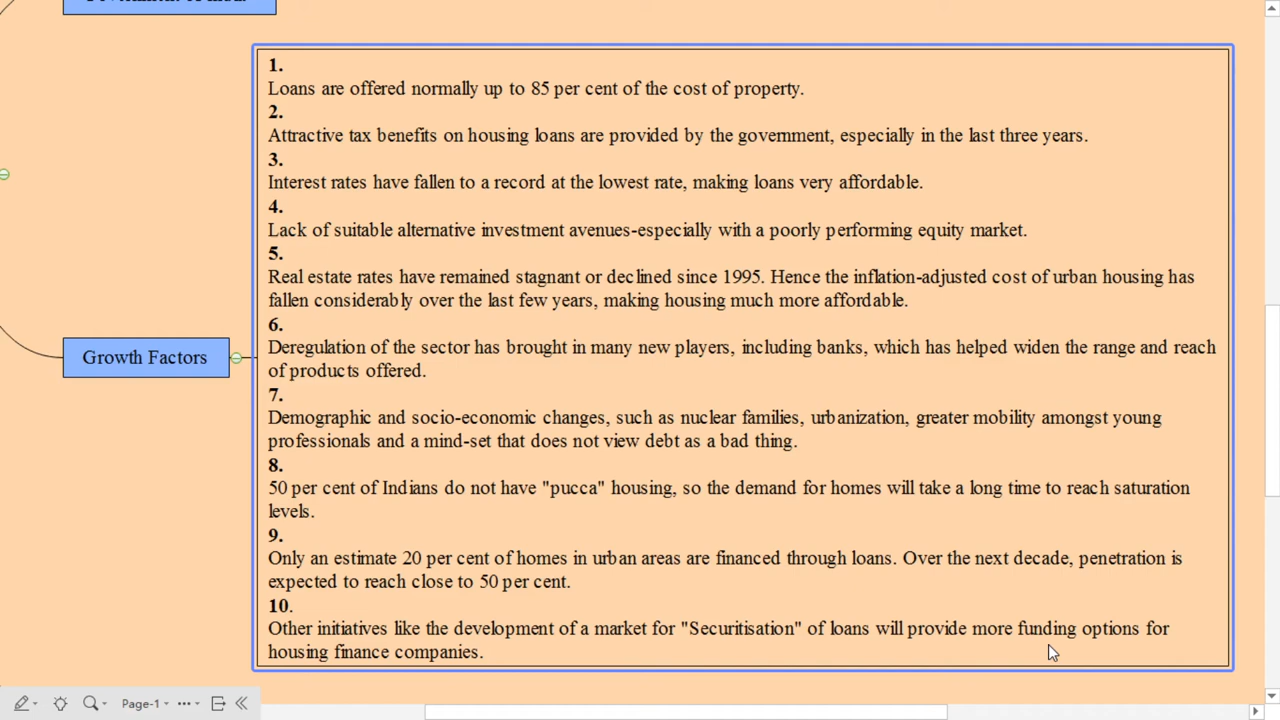 1.
Loans are offered normally up to 85 per cent of the cost of property.
2.
Attractive tax benefits on housing loans are provided by the government, especially in the last three years.
3.
Interest rates have fallen to a record at the lowest rate, making loans very affordable.
4.
Lack of suitable alternative investment avenues-especially with a poorly performing equity market.
5.
Real estate rates have remained stagnant or declined since 1995. Hence the inflation-adjusted cost of urban housing has
fallen considerably over the last few years, making housing much more affordable.
Growth Factors
6.
Deregulation of the sector has brought in many new players, including banks, which has helped widen the range and reach
of products offered.
7.
Demographic and socio-economic changes, such as nuclear families, urbanization, greater mobility amongst young
professionals and a mind-set that does not view debt as a bad thing.
8.
50 per cent of Indians do not have "pucca" housing, so the demand for homes will take a long time to reach saturation
levels.
9.
Only an estimate 20 per cent of homes in urban areas are financed through loans. Over the next decade, penetration is
expected to reach close to 50 per cent.
10.
Other initiatives like the development of a market for "Securitisation" of loans will provide more funding options for
housing finance companies.
Page-1